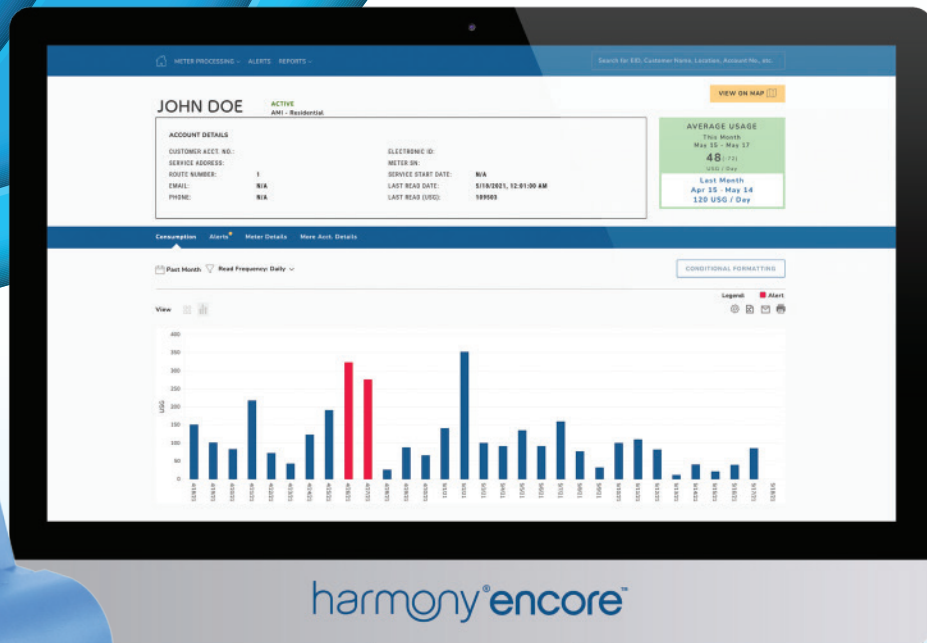 METER PROCESSING ALERTS REPORTS
Search for EID, Customer Name, Location, Account No., etc.
VIEW ON MAP
JOHN DOE
ACTIVE
AMI - Residential
ACCOUNT DETAILS
CUSTOMER ACCT. NO.:
SERVICE ADDRESS:
ROUTE NUMBER: 1
EMAIL: N/A
PHONE: N/A
ELECTRONIC ID:
METER SN:
SERVICE START DATE: N/A
LAST READ DATE: 5/18/2021, 12:01:00 AM
LAST READ (USG): 109503
AVERAGE USAGE
This Month
May 15 - May 17
48 (-72)
USG / Day
Last Month
Apr 15 - May 14
120 USG / Day
Consumption Alerts Meter Details More Acct. Details
Past Month Read Frequency: Daily
CONDITIONAL FORMATTING
Legend: Alert
View
400
350
300
250
200
150
100
50
0
USG
harmony® encore™